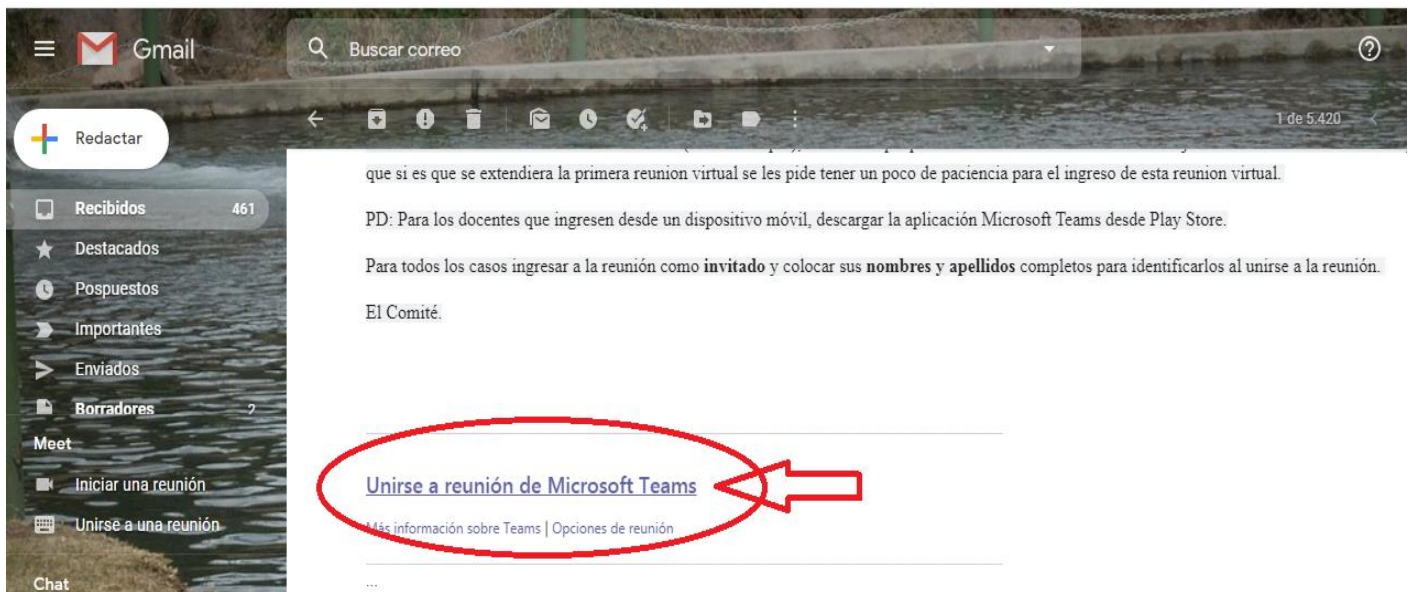 Gmail
Buscar correo
Redactar
1 de 5.420
Recibidos 461
Destacados
Pospuestos
Importantes
Enviados
Borradores 2
Meet
Iniciar una reunión
Unirse a una reunión
Chat
que si es que se extendiera la primera reunion virtual se les pide tener un poco de paciencia para el ingreso de esta reunion virtual.
PD: Para los docentes que ingresen desde un dispositivo móvil, descargar la aplicación Microsoft Teams desde Play Store.
Para todos los casos ingresar a la reunión como invitado y colocar sus nombres y apellidos completos para identificarlos al unirse a la reunión.
El Comité.
Unirse a reunión de Microsoft Teams
Más información sobre Teams | Opciones de reunión
...